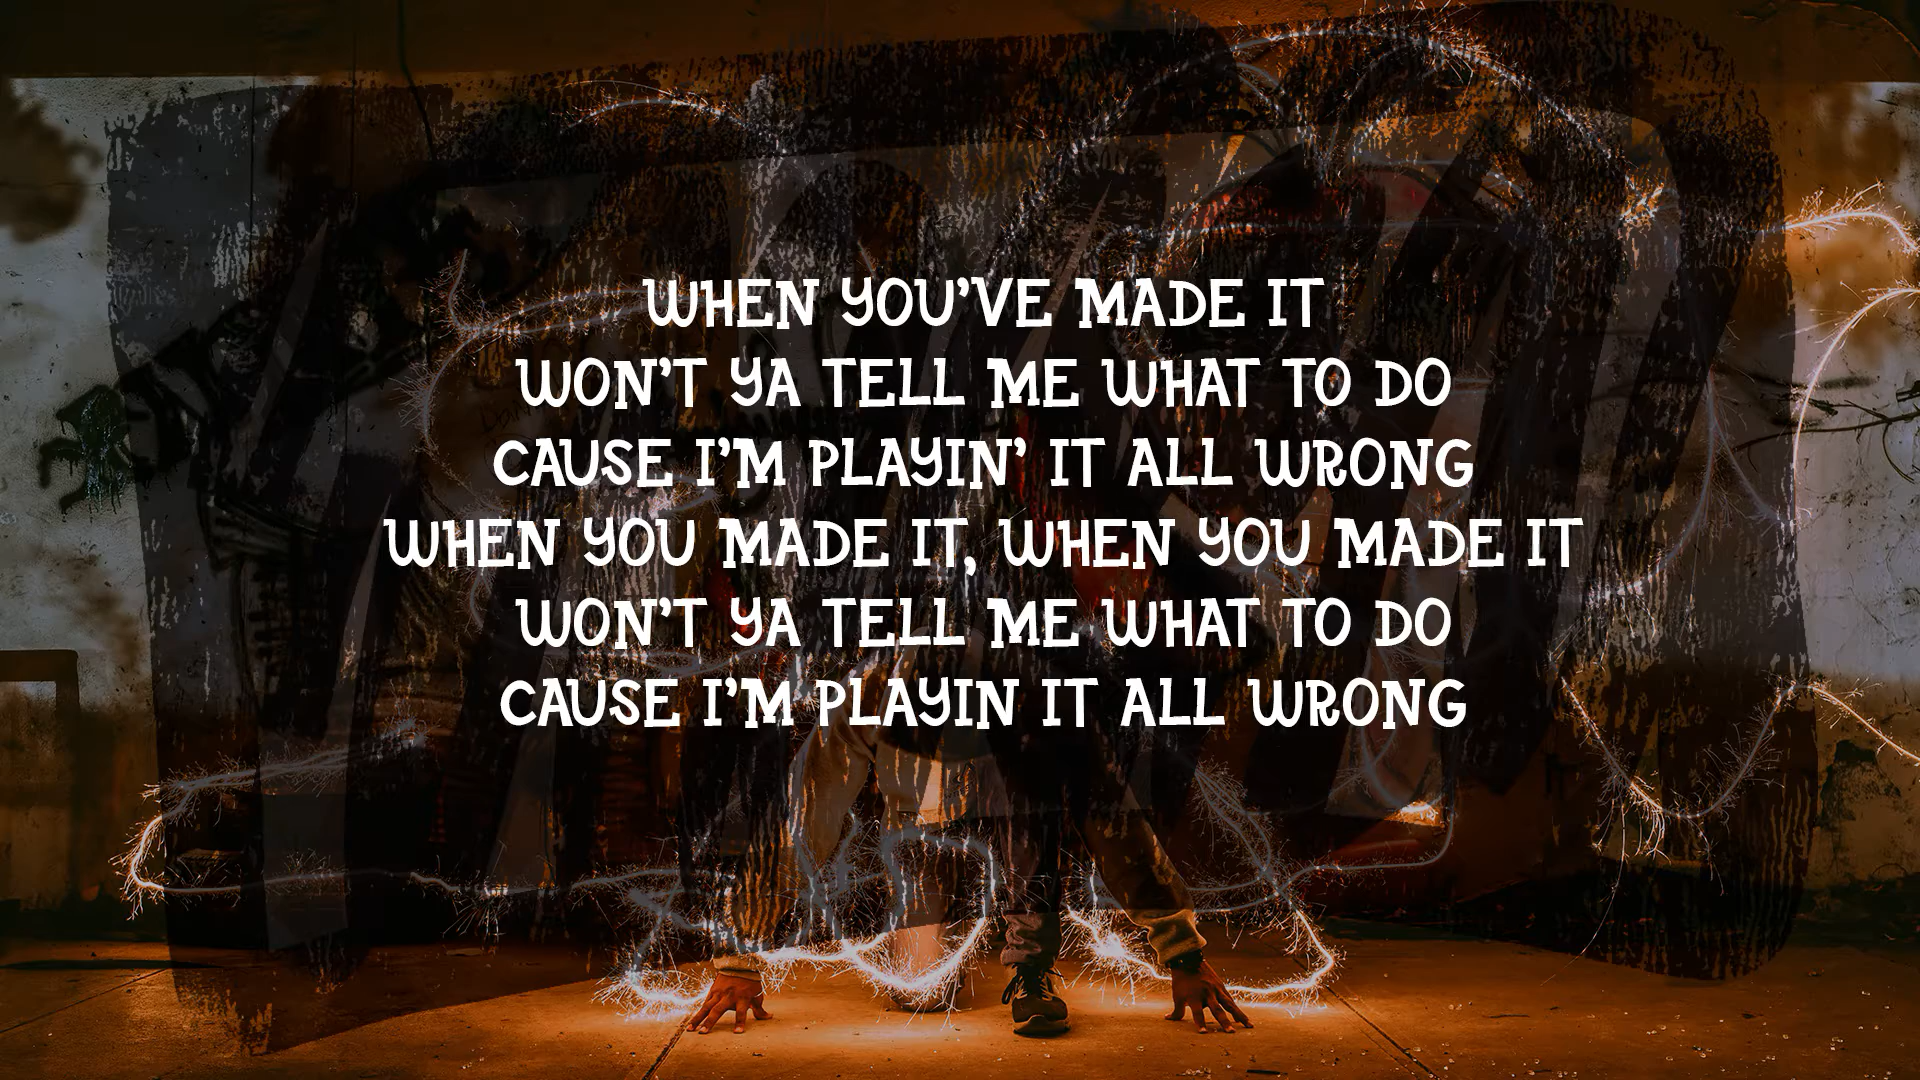 WHEN YOU'VE MADE IT
WON'T YA TELL ME WHAT TO DO
CAUSE I'M PLAYIN' IT ALL WRONG
WHEN YOU MADE IT, WHEN YOU MADE IT
WON'T YA TELL ME WHAT TO DO
CAUSE I'M PLAYIN IT ALL WRONG